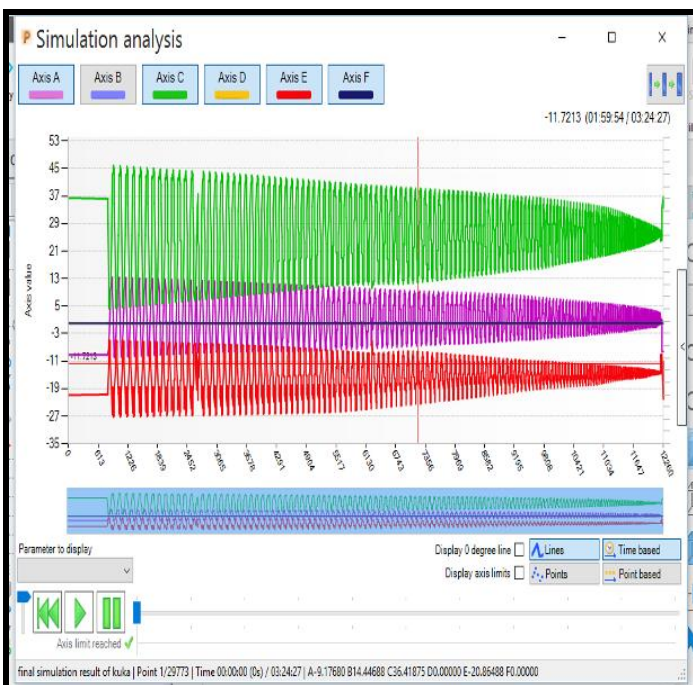 Simulation analysis
Axis A
Axis B
Axis C
Axis D
Axis E
Axis F
-11.7213 (01:59:54 / 03:24:27)
53
45
37
29
21
13
5
-3
-11
-19
-27
-35
Axis value
-11.7213
0
613
1226
1839
2452
3065
3678
4291
4904
5517
6130
6743
7356
7969
8582
9195
9808
10421
11034
11647
12260
Parameter to display
Display 0 degree line
Lines
Time based
Display axis limits
Points
Point based
Axis limit reached
final simulation result of kuka | Point 1/29773 | Time 00:00:00 (0s) / 03:24:27 | A-9.17680 B14.44688 C36.41875 D0.00000 E-20.86488 F0.00000